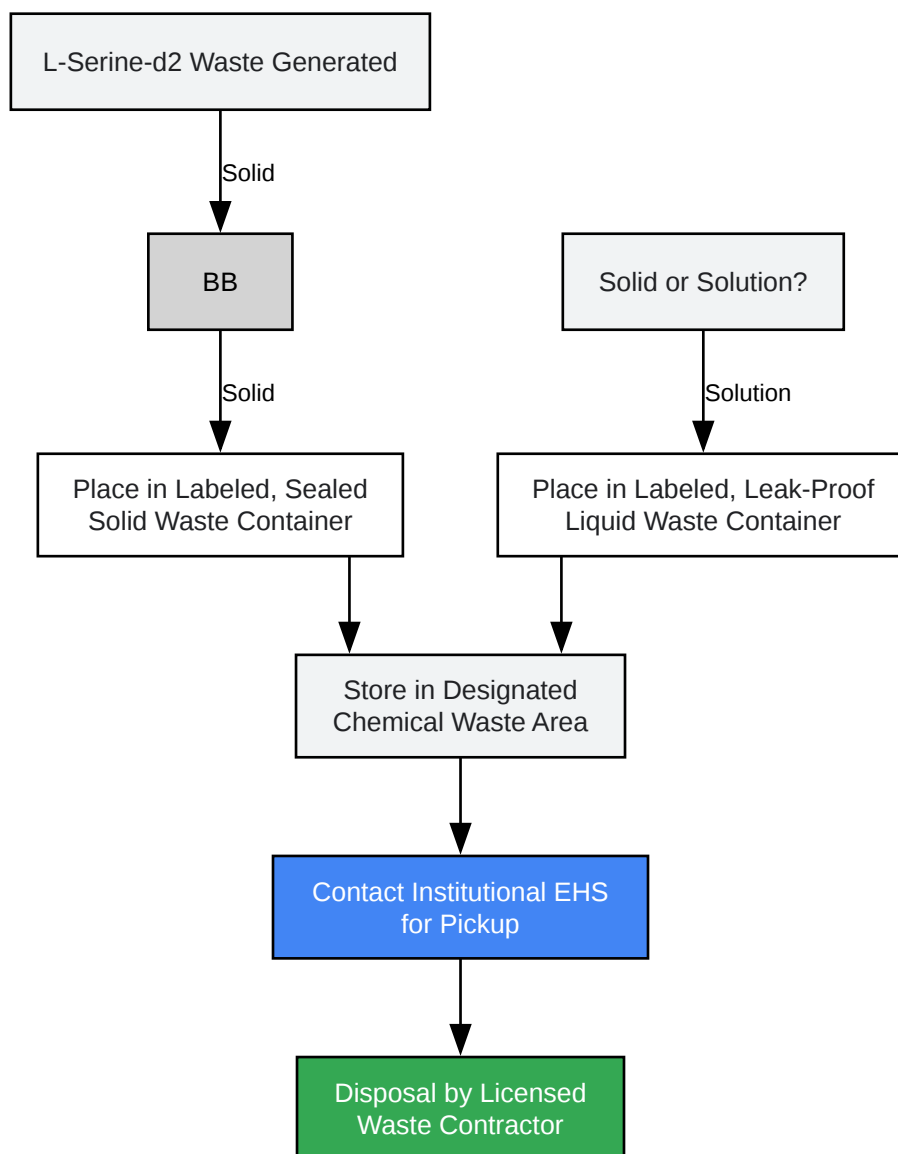 L-Serine-d2 Waste Generated
Solid
BB
Solid or Solution?
Solid
Solution
Place in Labeled, Sealed
Solid Waste Container
Place in Labeled, Leak-Proof
Liquid Waste Container
Store in Designated
Chemical Waste Area
Contact Institutional EHS
for Pickup
Disposal by Licensed
Waste Contractor